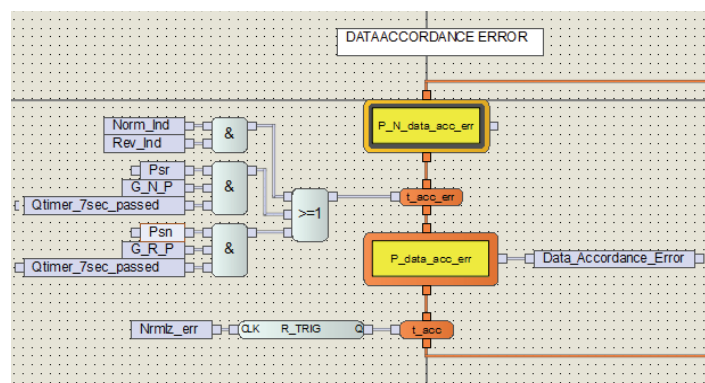 DATAACCORDANCE ERROR
P_N_data_acc_err
Norm_Ind
Rev_Ind
&
Psr
G_N_P
Qtimer_7sec_passed
&
>=1
t_acc_err
Psn
G_R_P
Qtimer_7sec_passed
&
P_data_acc_err
Data_Accordance_Error
Nrmlz_err
CLK R_TRIG Q
t_acc